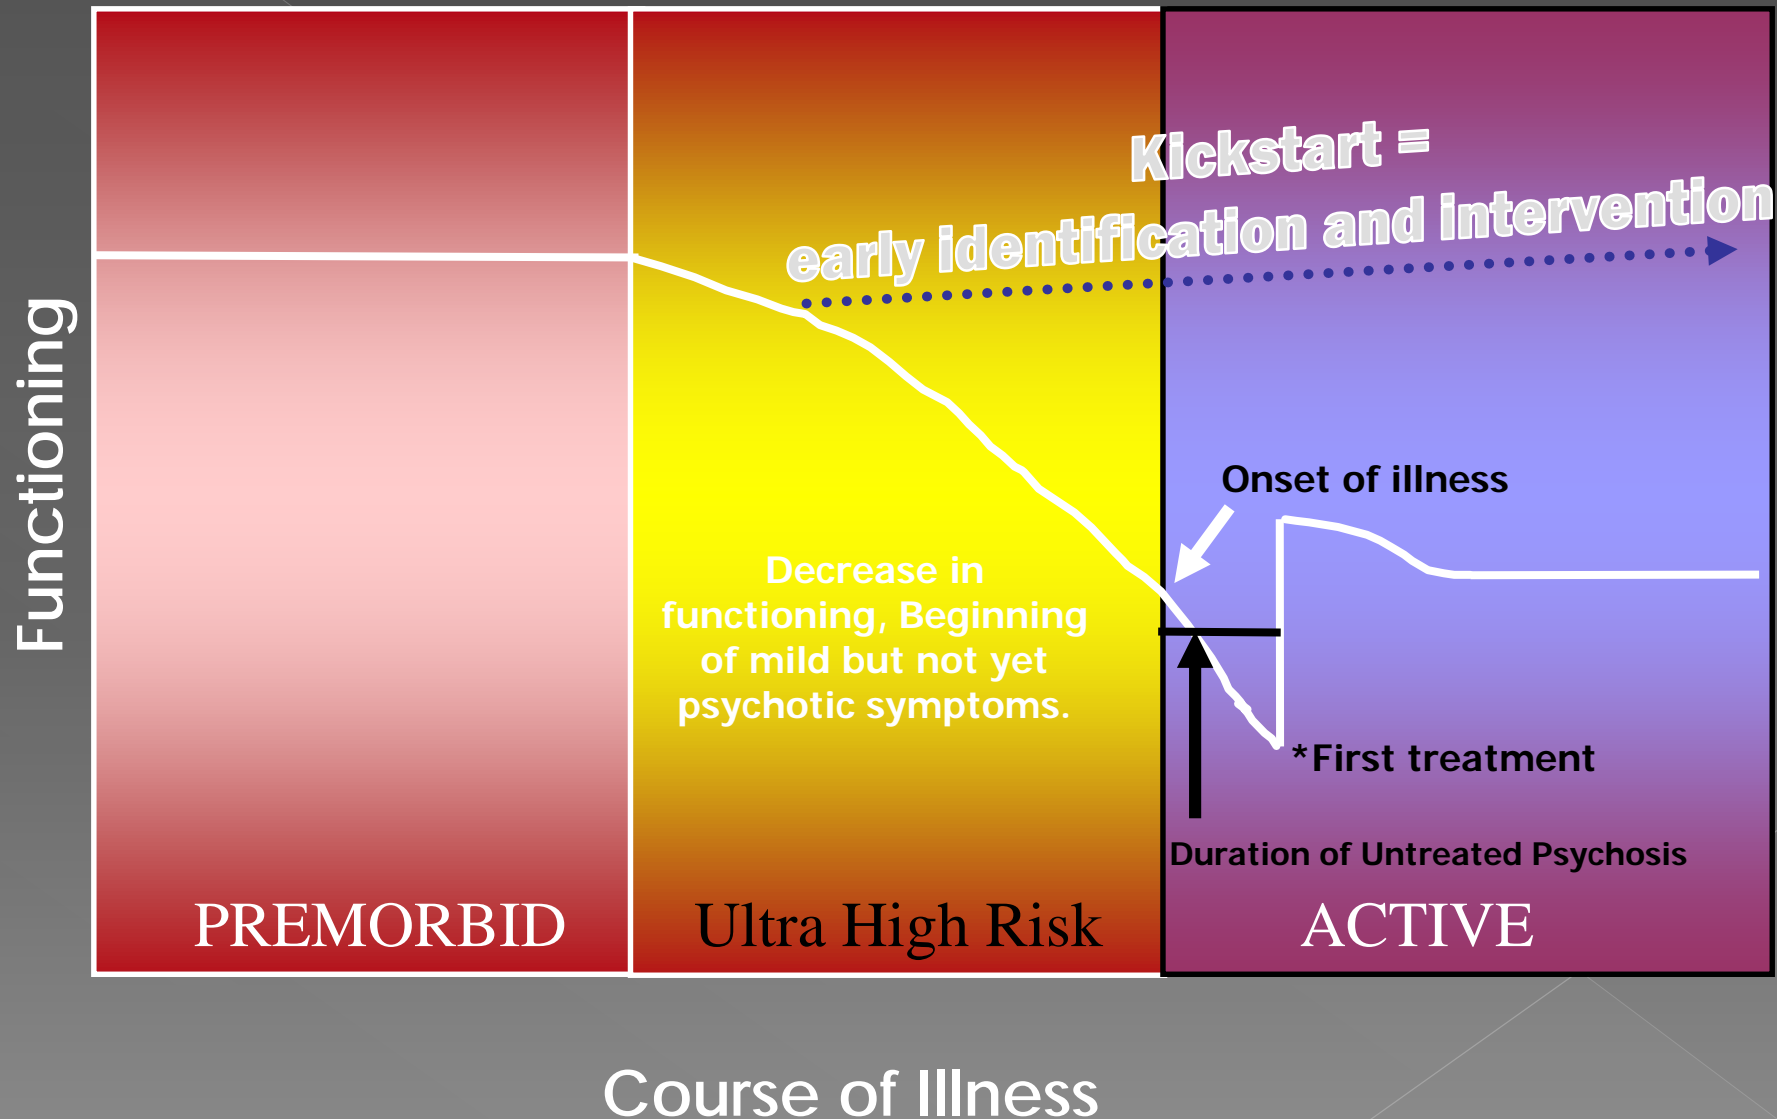 Kickstart =
early identification and intervention
Functioning
Onset of illness
Decrease in
functioning, Beginning
of mild but not yet
psychotic symptoms.
*First treatment
Duration of Untreated Psychosis
PREMORBID
Ultra High Risk
ACTIVE
Course of Illness